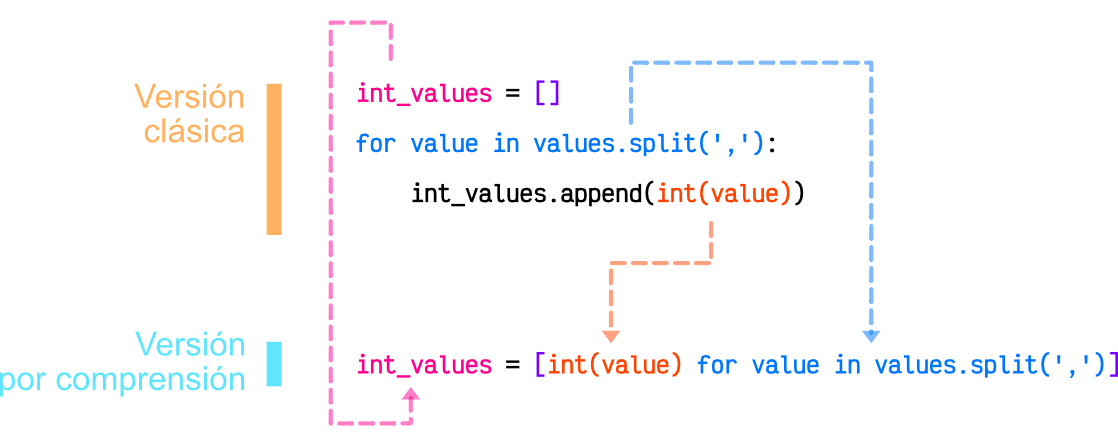 Versión
clásica
int_values = []
for value in values.split(','):
int_values.append(int(value))
Versión
por comprensión
int_values = [int(value) for value in values.split(',')]